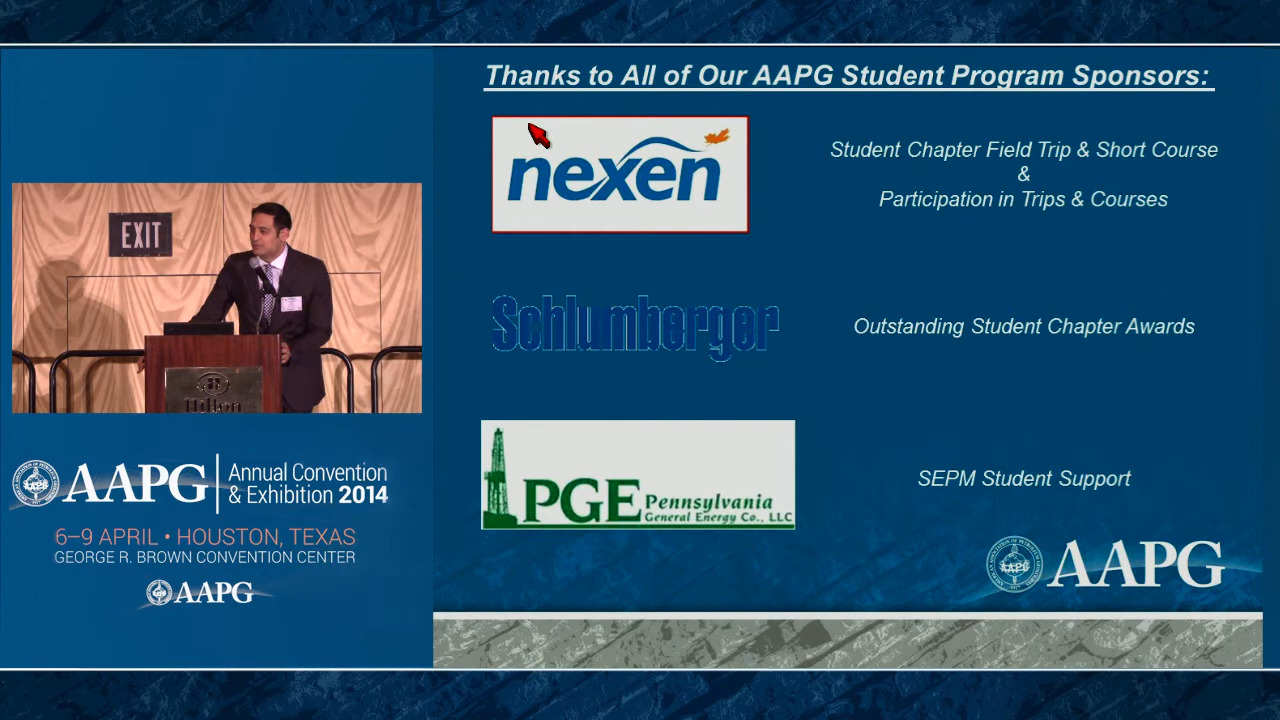 Thanks to All of Our AAPG Student Program Sponsors:
nexen
Student Chapter Field Trip & Short Course
&
Participation in Trips & Courses
Schlumberger
Outstanding Student Chapter Awards
PGE Pennsylvania
General Energy Co., LLC
SEPM Student Support
AAPG
EXIT
Hilton
AAPG Annual Convention
& Exhibition 2014
6–9 APRIL • HOUSTON, TEXAS
GEORGE R. BROWN CONVENTION CENTER
AAPG